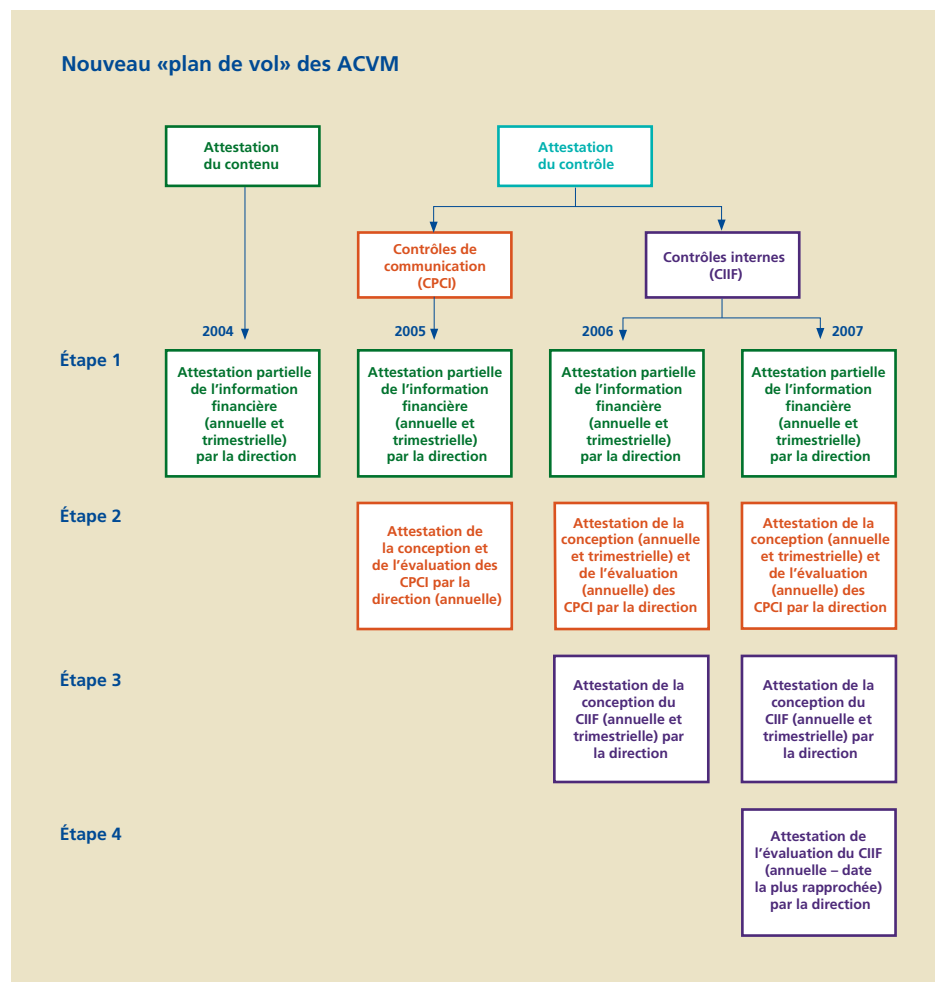 Nouveau «plan de vol» des ACVM
Attestation
du contenu
Attestation
du contrôle
Contrôles de
communication
(CPCI)
Contrôles internes
(CIIF)
2004
2005
2006
2007
Étape 1
Attestation partielle
de l'information
financière
(annuelle et
trimestrielle)
par la direction
Attestation partielle
de l'information
financière
(annuelle et
trimestrielle)
par la direction
Attestation partielle
de l'information
financière
(annuelle et
trimestrielle)
par la direction
Attestation partielle
de l'information
financière
(annuelle et
trimestrielle)
par la direction
Étape 2
Attestation de
la conception et
de l'évaluation des
CPCI par la
direction (annuelle)
Attestation de la
conception (annuelle
et trimestrielle) et
de l'évaluation
(annuelle) des
CPCI par la direction
Attestation de la
conception (annuelle
et trimestrielle) et
de l'évaluation
(annuelle) des
CPCI par la direction
Étape 3
Attestation de la
conception du
CIIF (annuelle et
trimestrielle) par
la direction
Attestation de la
conception du
CIIF (annuelle et
trimestrielle) par
la direction
Étape 4
Attestation de
l'évaluation du CIIF
(annuelle – date
la plus rapprochée)
par la direction